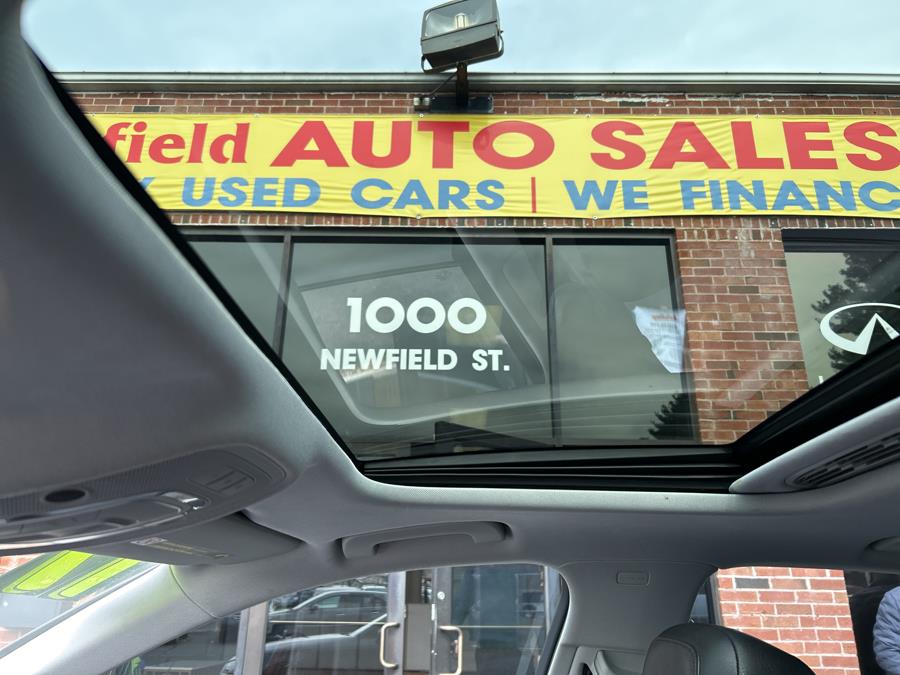 field AUTO SALES
USED CARS | WE FINANC
1000
NEWFIELD ST.